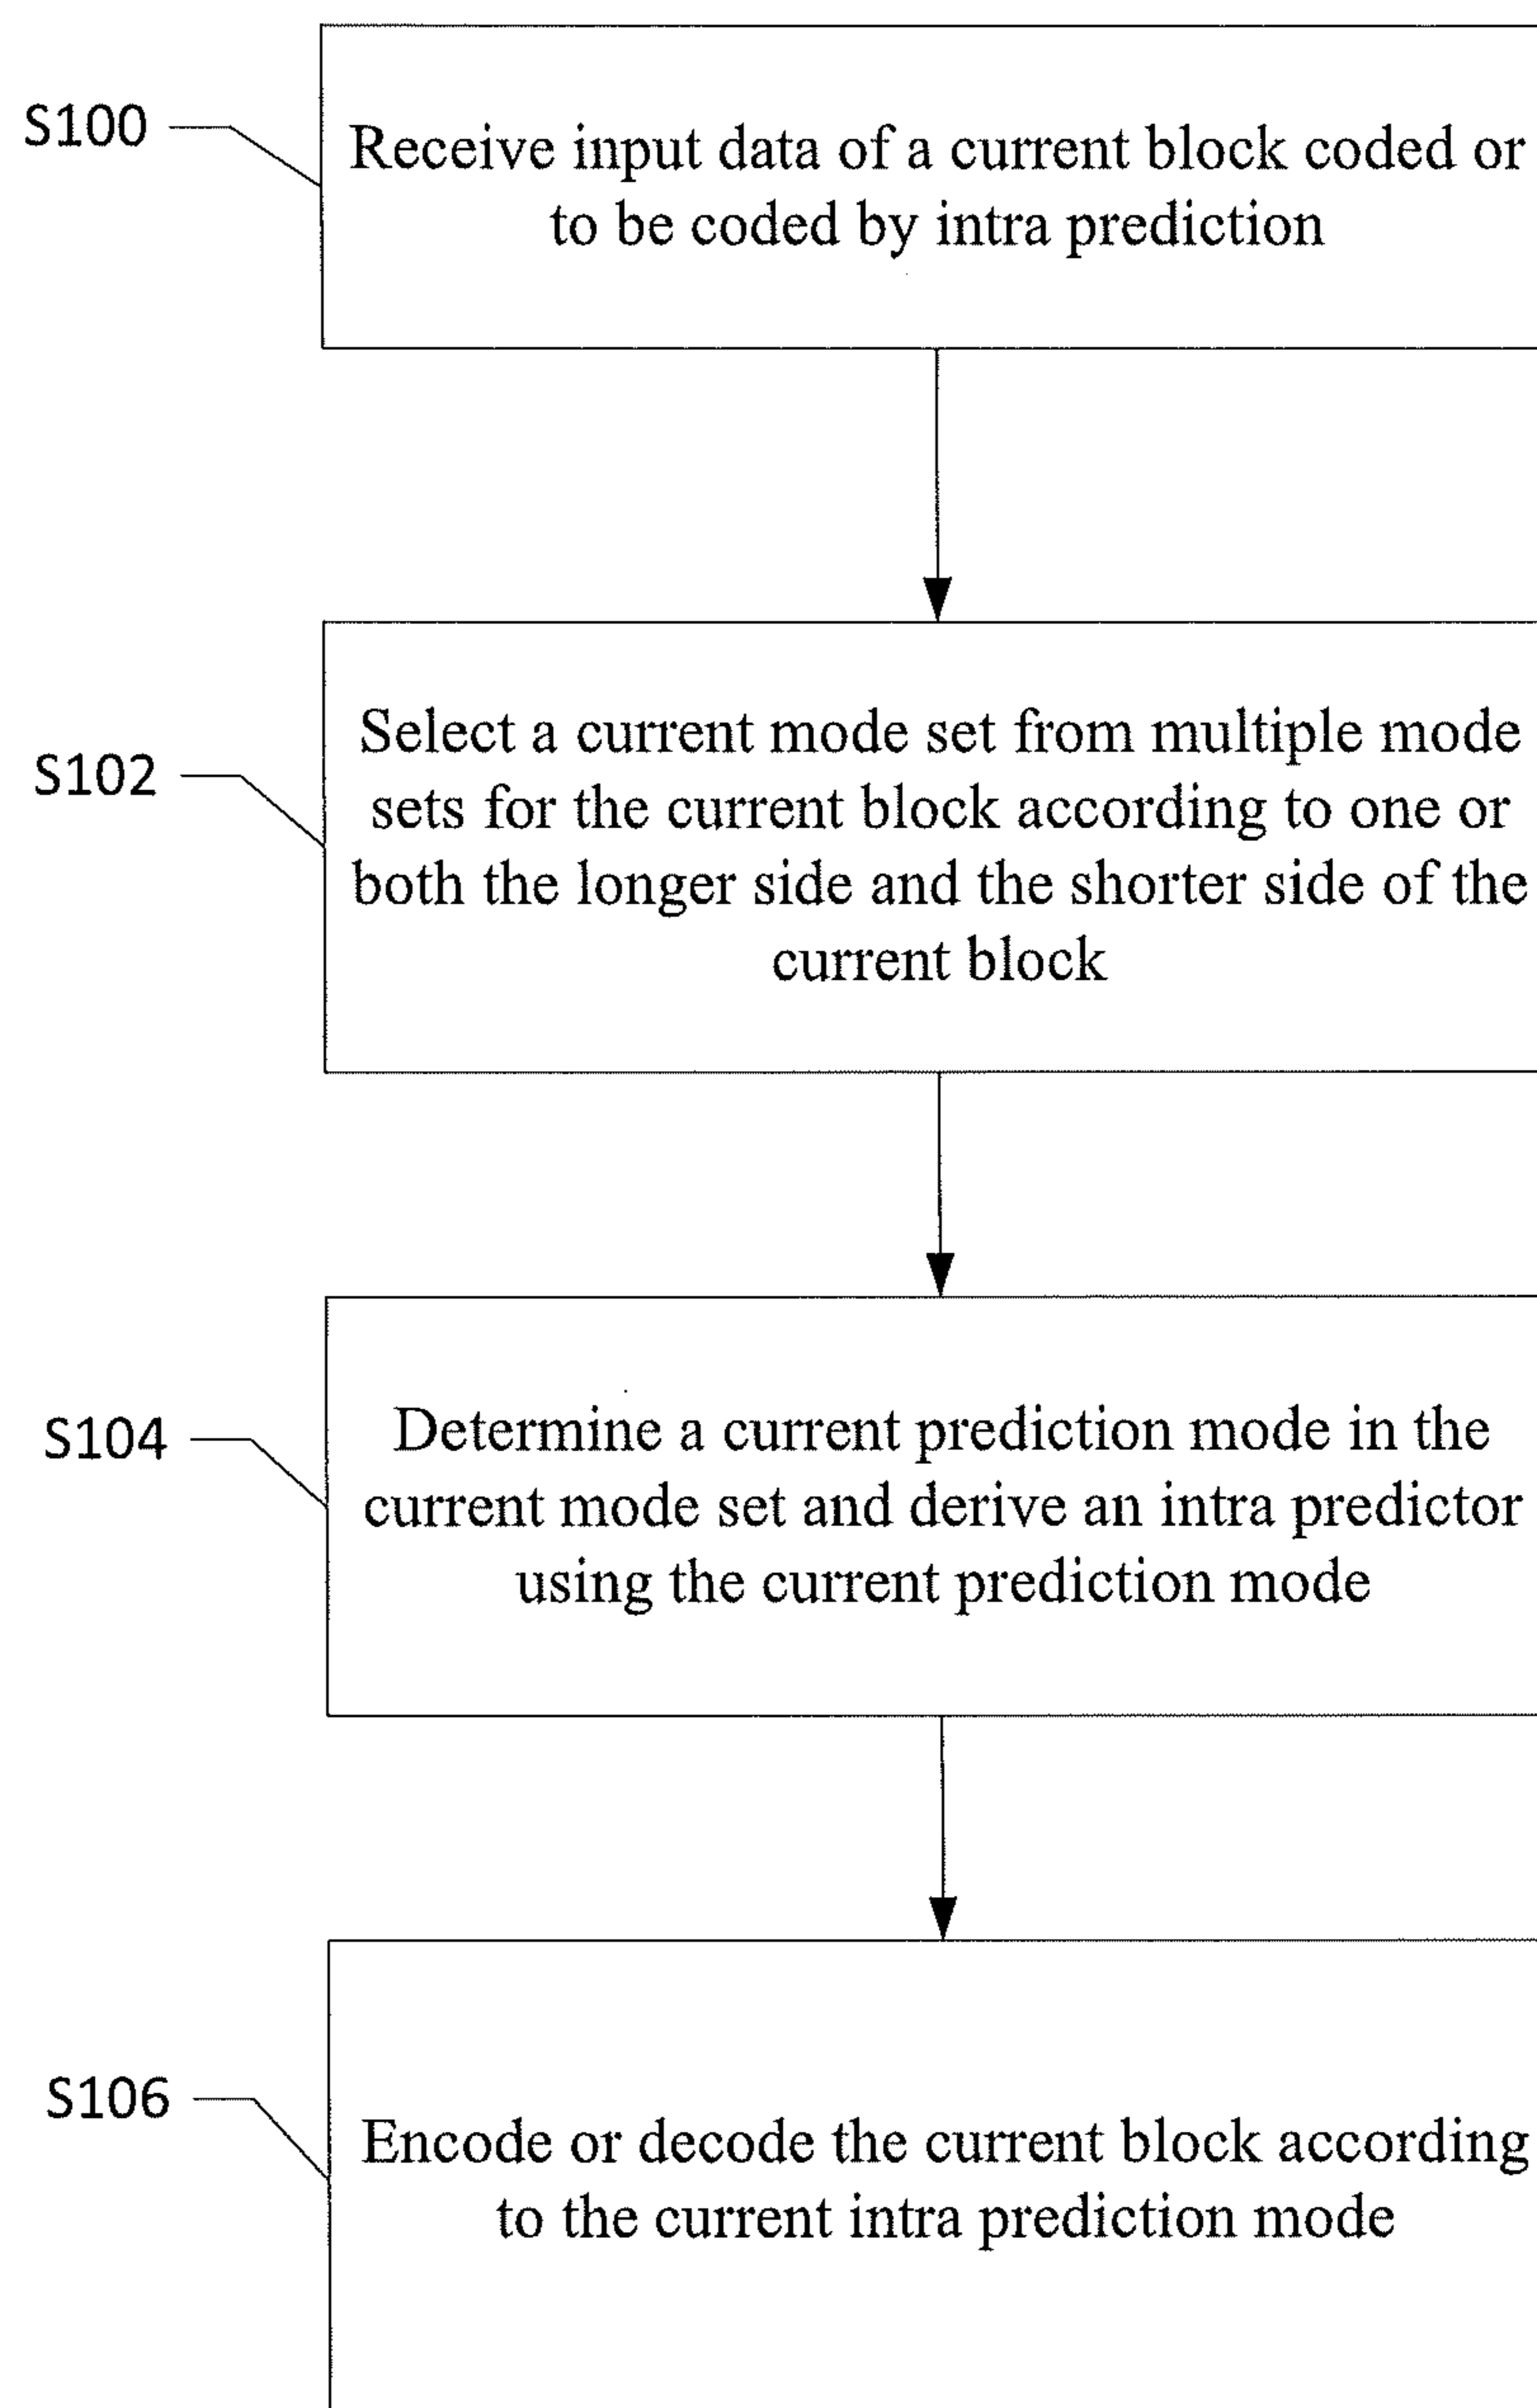 S100
Receive input data of a current block coded or
to be coded by intra prediction
S102
Select a current mode set from multiple mode
sets for the current block according to one or
both the longer side and the shorter side of the
current block
S104
Determine a current prediction mode in the
current mode set and derive an intra predictor
using the current prediction mode
S106
Encode or decode the current block according
to the current intra prediction mode